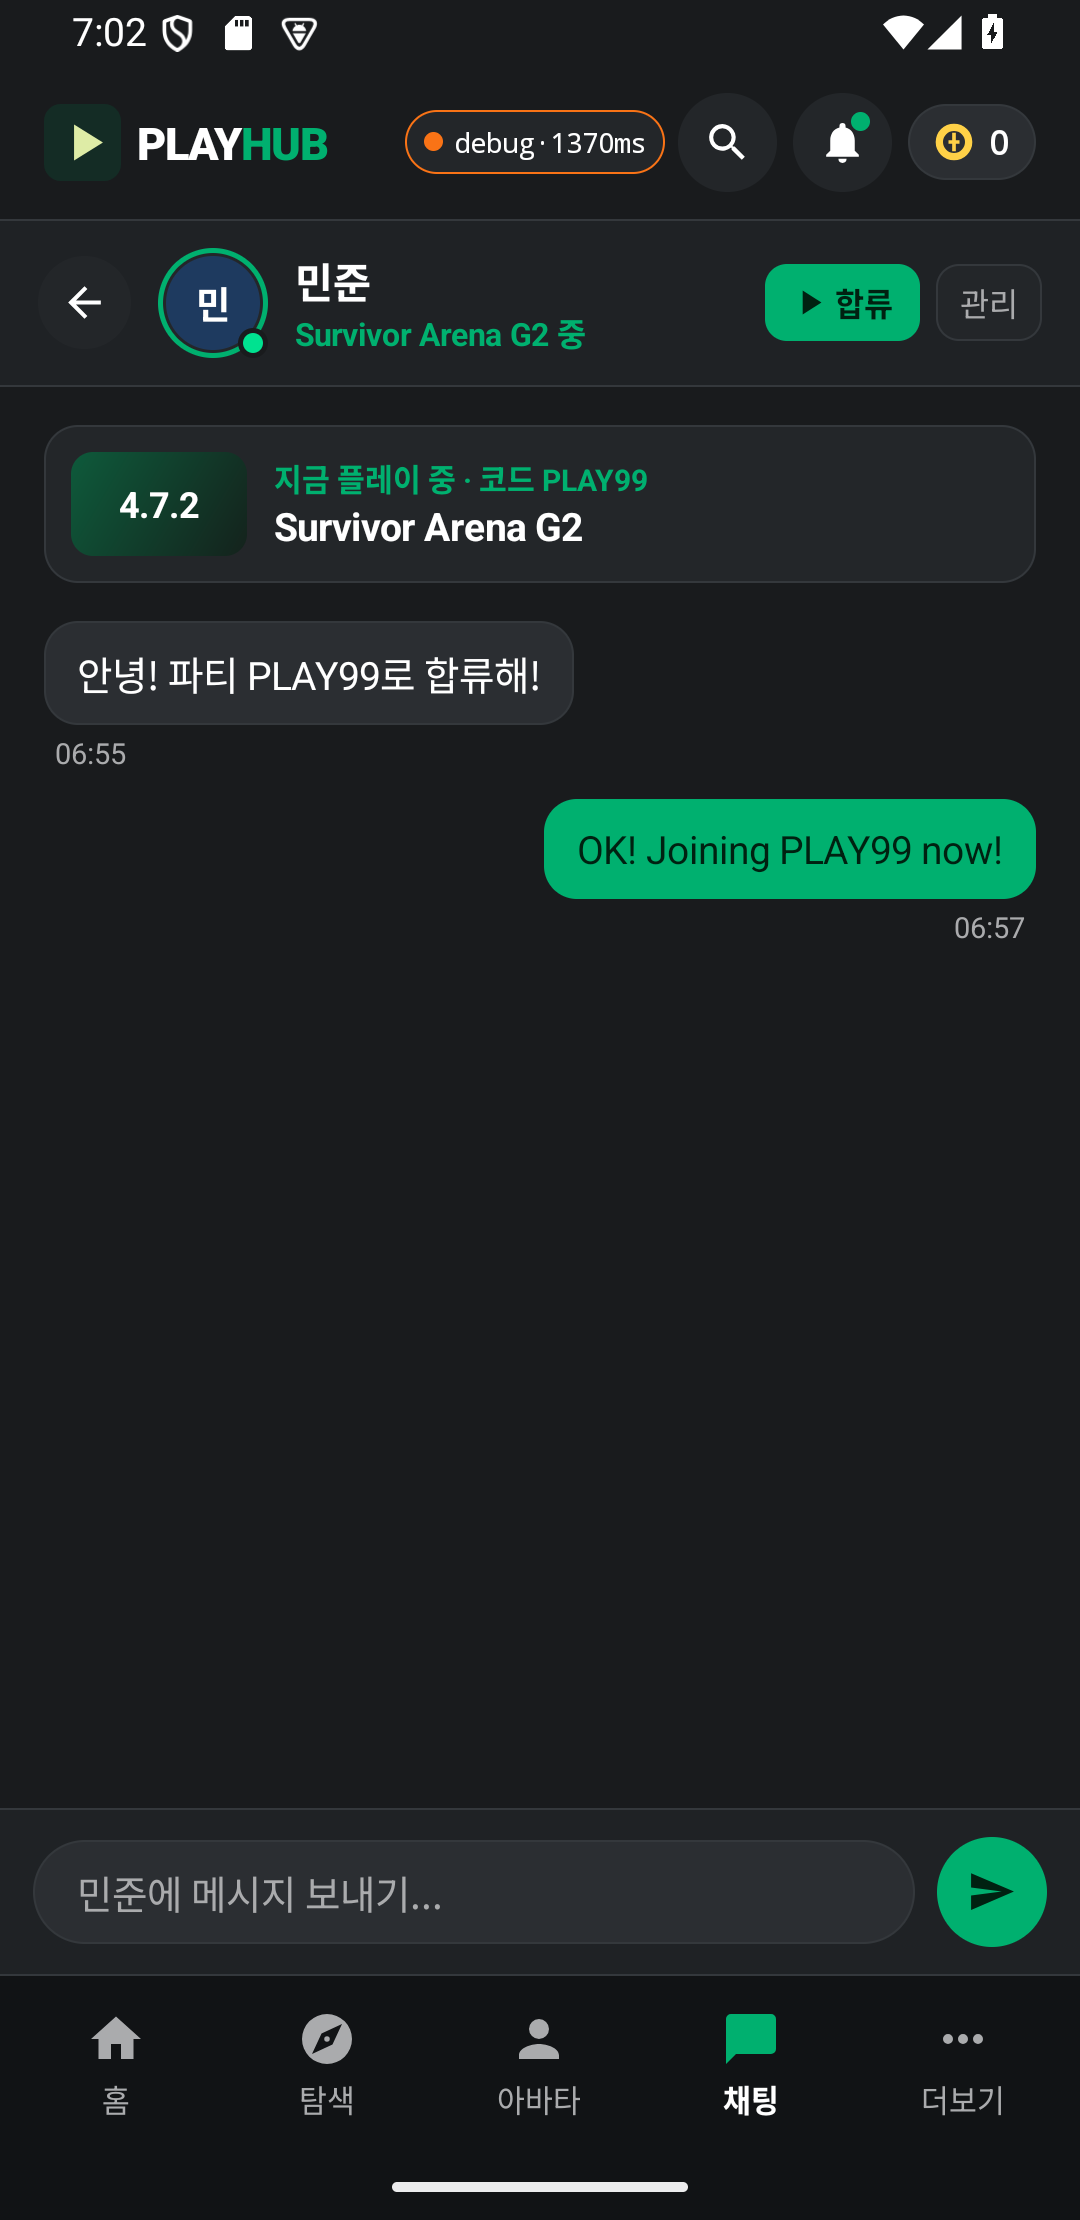 7:02
PLAYHUB
debug · 1370ms
0
민
민준
Survivor Arena G2 중
합류
관리
4.7.2
지금 플레이 중 · 코드 PLAY99
Survivor Arena G2
안녕! 파티 PLAY99로 합류해!
06:55
OK! Joining PLAY99 now!
06:57
민준에 메시지 보내기...
홈
탐색
아바타
채팅
더보기